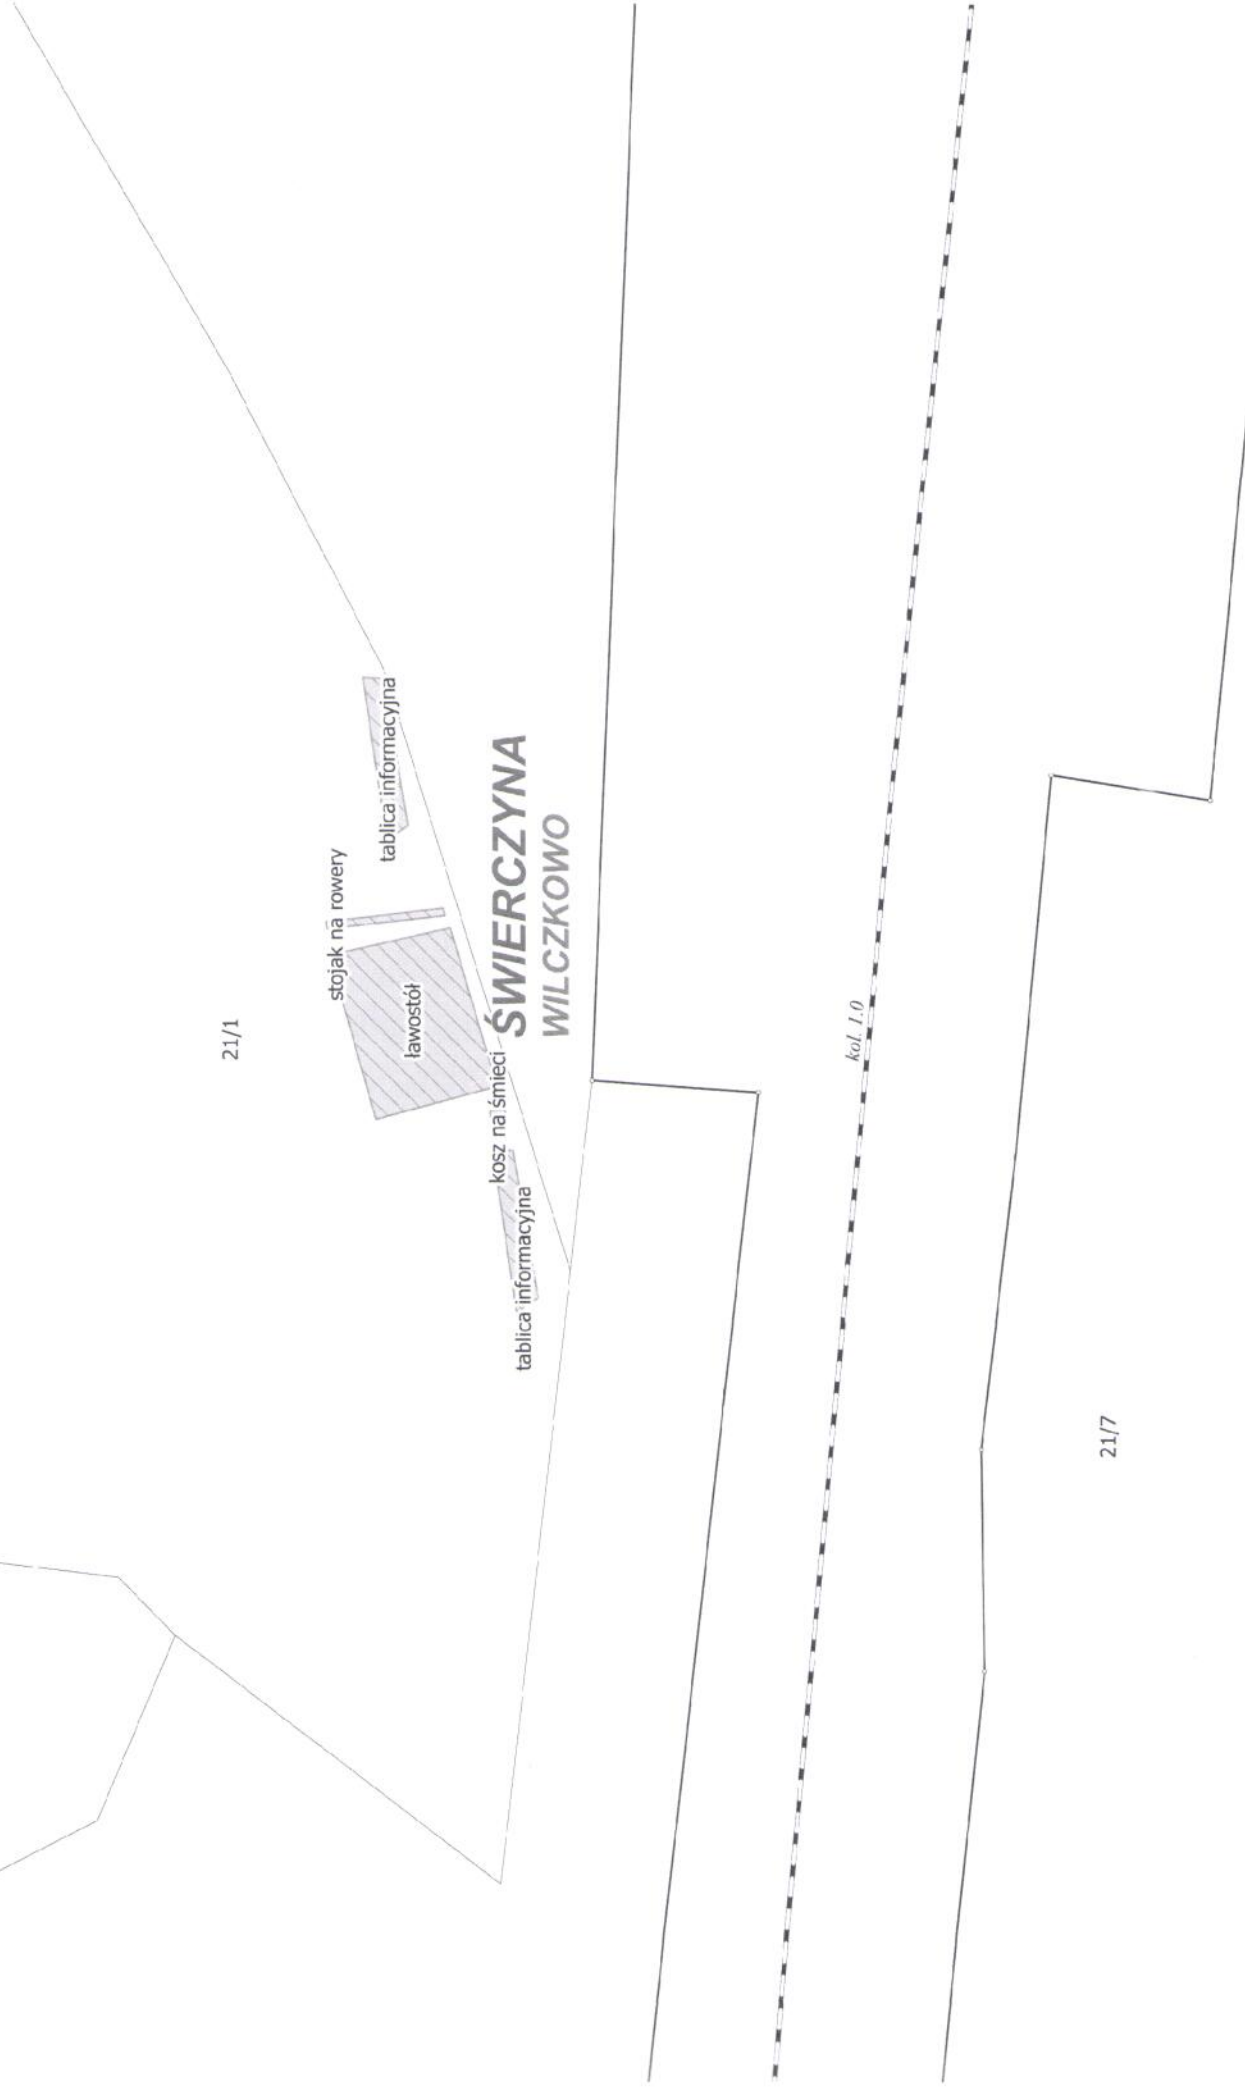 21/1
stojak na rowery
ławostół
tablica informacyjna
kosz na śmieci
tablica informacyjna
ŚWIERCZYNA
WILCZKOWO
kol. 1.0
21/7